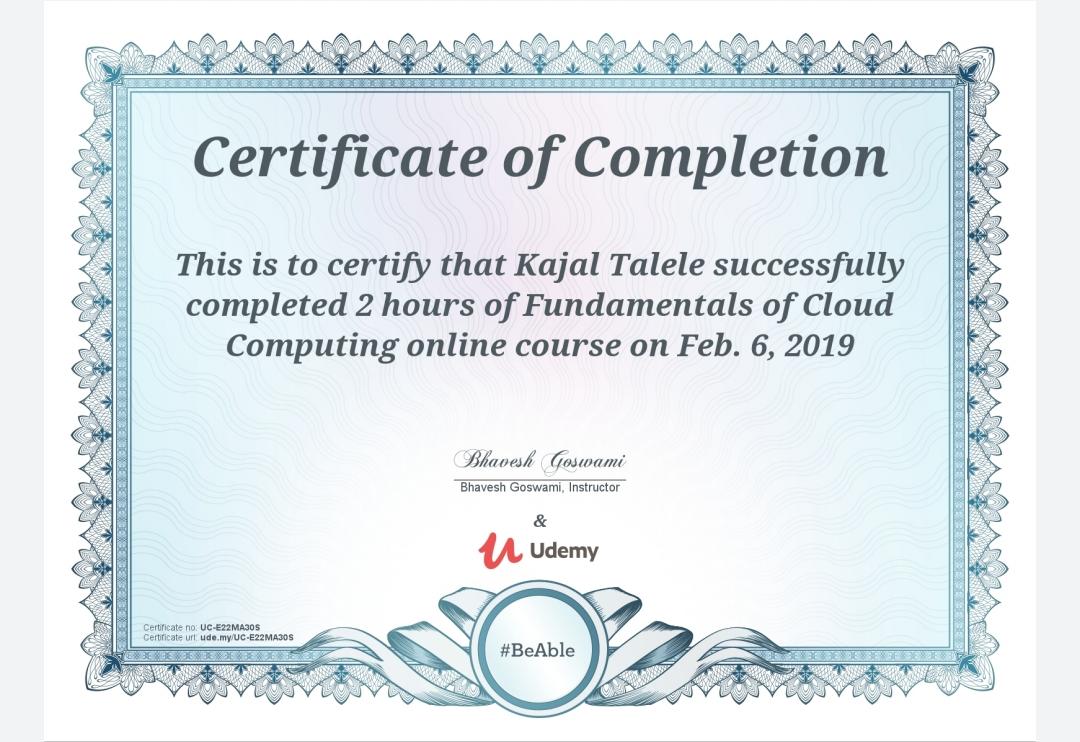 Certificate of Completion
This is to certify that Kajal Talele successfully
completed 2 hours of Fundamentals of Cloud
Computing online course on Feb. 6, 2019
Bhavesh Goswami
Bhavesh Goswami, Instructor
&
Udemy
Certificate no: UC-E22MA30S
Certificate url: ude.my/UC-E22MA30S
#BeAble